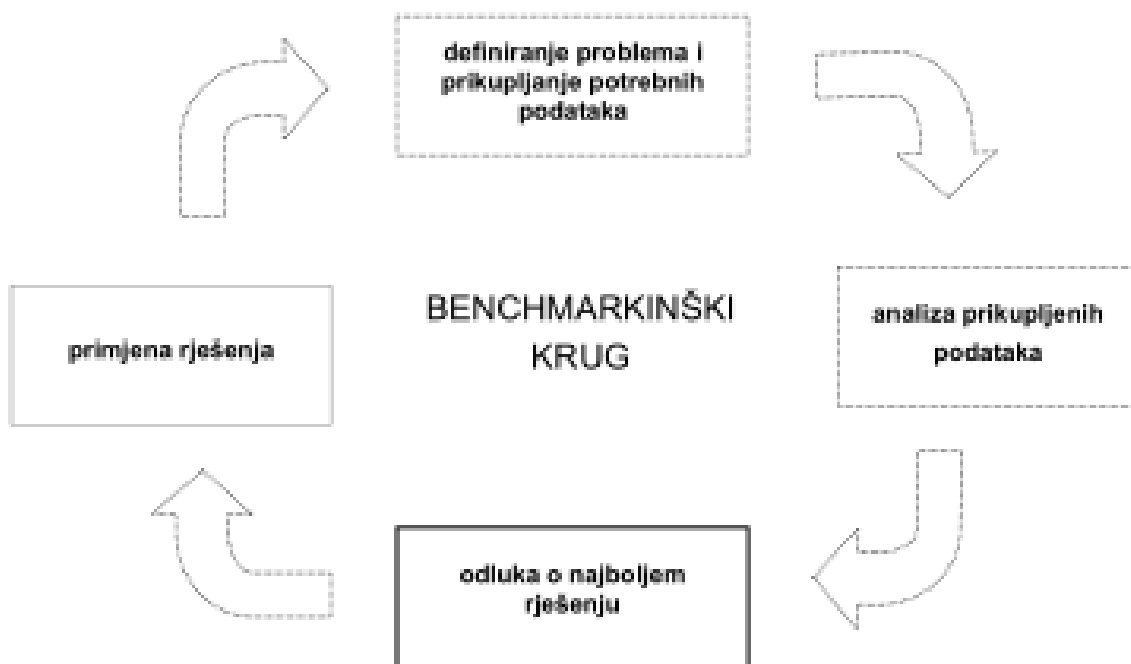 definiranje problema i
prikupljanje potrebnih
podataka
BENCHMARKINŠKI
KRUG
analiza prikupljenih
podataka
primjena rješenja
odluka o najboljem
rješenju